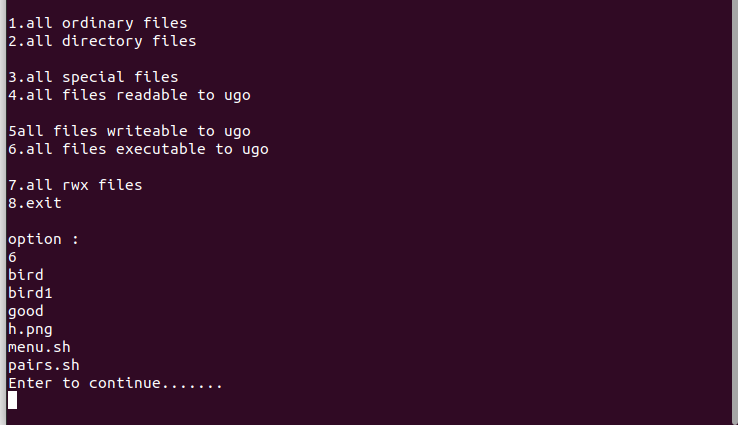 1.all ordinary files
2.all directory files
3.all special files
4.all files readable to ugo
5all files writeable to ugo
6.all files executable to ugo
7.all rwx files
8.exit
option :
6
bird
bird1
good
h.png
menu.sh
pairs.sh
Enter to continue.......